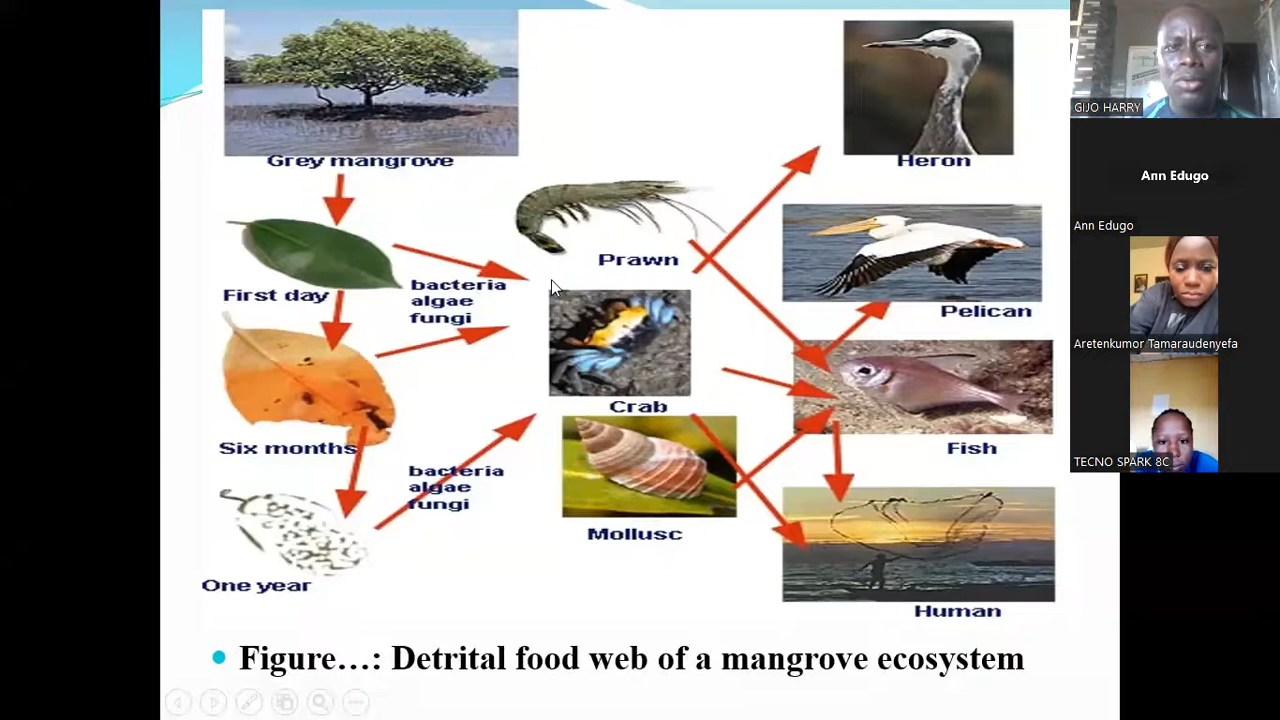 Grey mangrove
First day
bacteria
algae
fungi
Six months
bacteria
algae
fungi
One year
Prawn
Crab
Mollusc
Heron
Pelican
Fish
Human
Figure…: Detrital food web of a mangrove ecosystem
GIJO HARRY
Ann Edugo
Ann Edugo
Aretenkumor Tamaraudenyefa
TECNO SPARK 8C